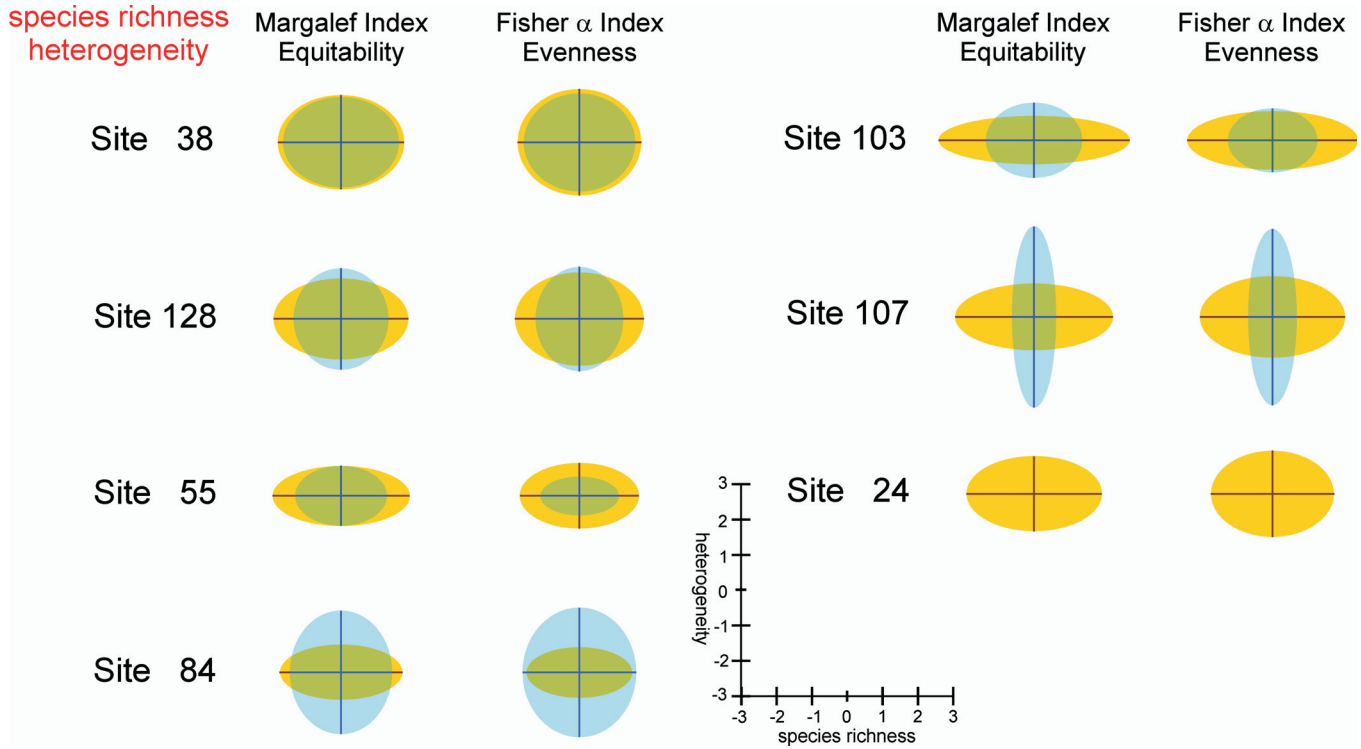 species richness
heterogeneity
Margalef Index
Equitability
Fisher α Index
Evenness
Margalef Index
Equitability
Fisher α Index
Evenness
Site 38
Site 103
Site 128
Site 107
Site 55
Site 24
Site 84
3
2
1
0
-1
-2
-3
heterogeneity
-3 -2 -1 0 1 2 3
species richness